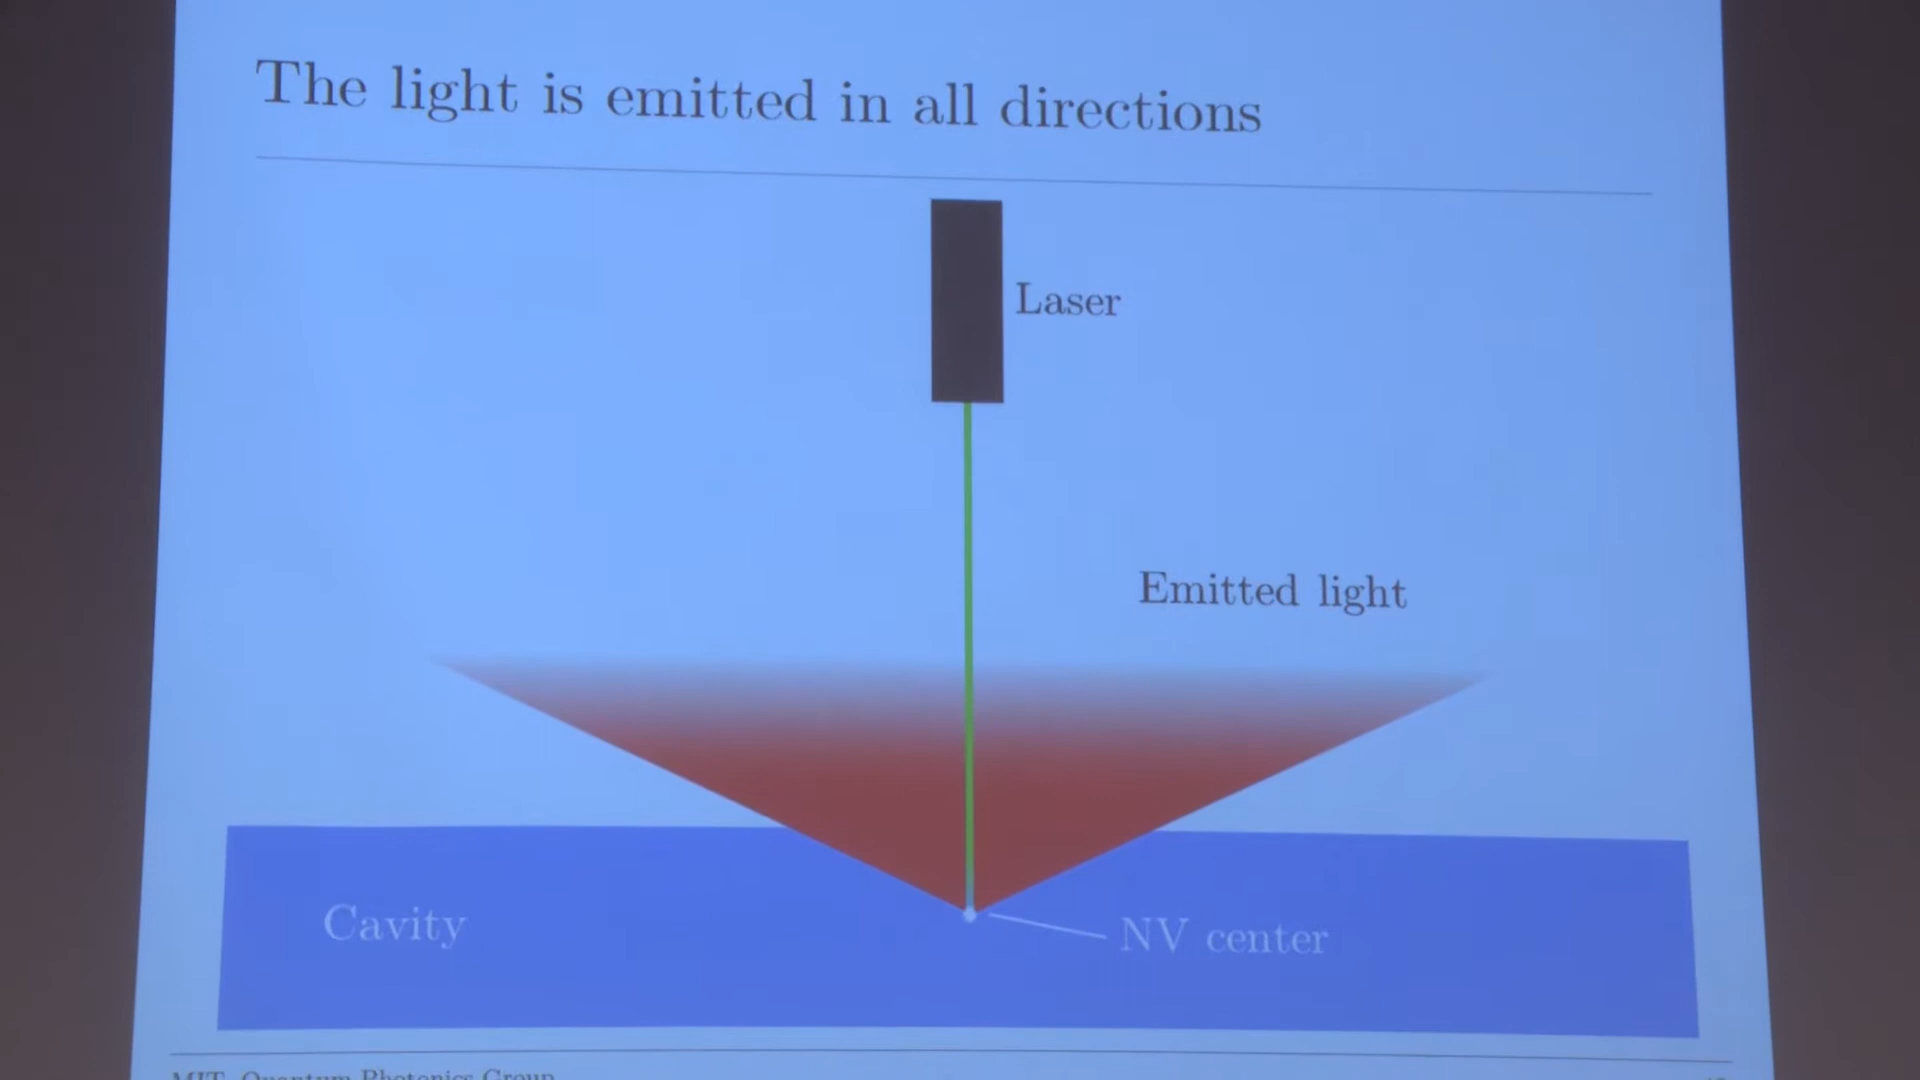 The light is emitted in all directions
Laser
Emitted light
Cavity
NV center
MIT Quantum Photonics Group